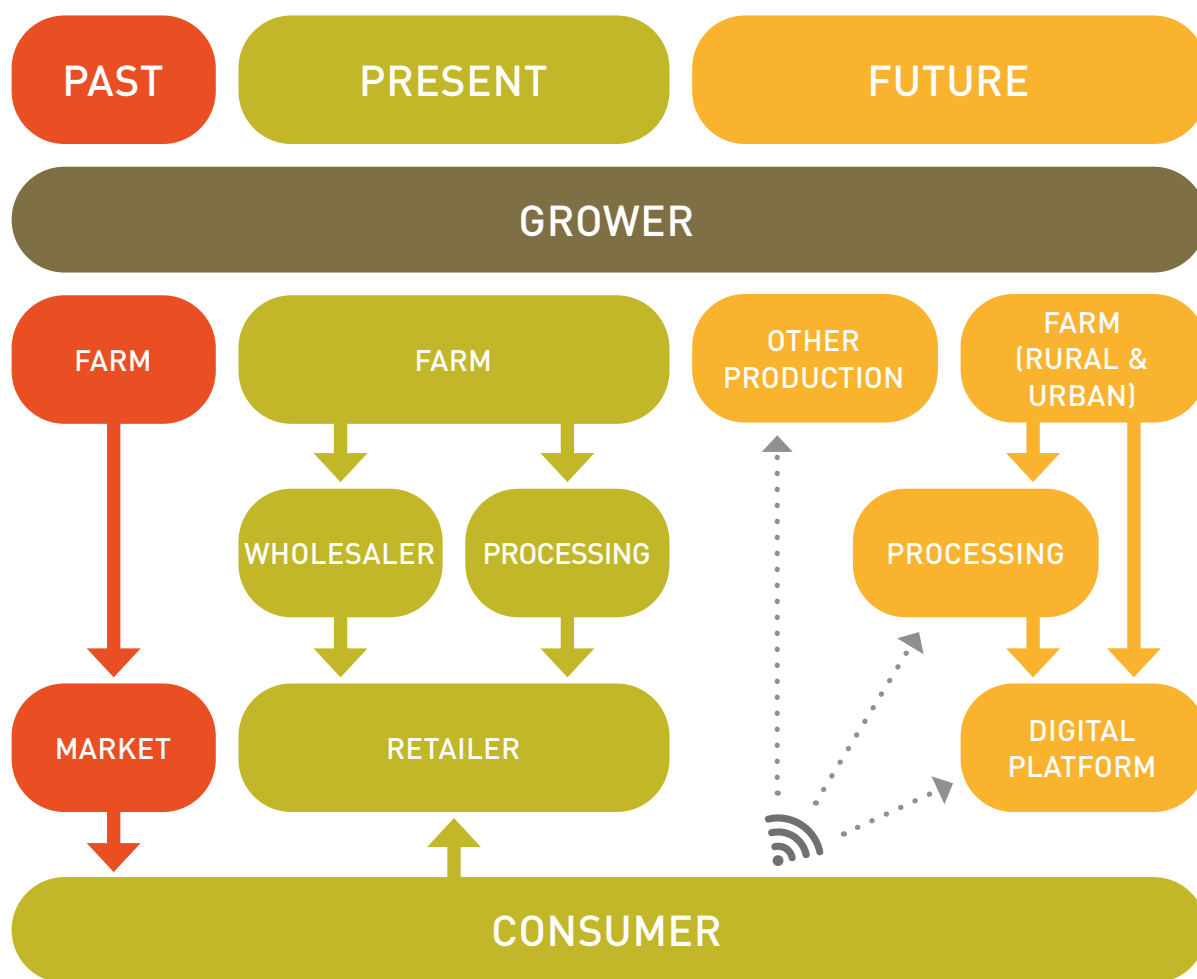 PAST
PRESENT
FUTURE
GROWER
FARM
FARM
OTHER
PRODUCTION
FARM
(RURAL &
URBAN)
WHOLESALER
PROCESSING
PROCESSING
MARKET
RETAILER
DIGITAL
PLATFORM
CONSUMER